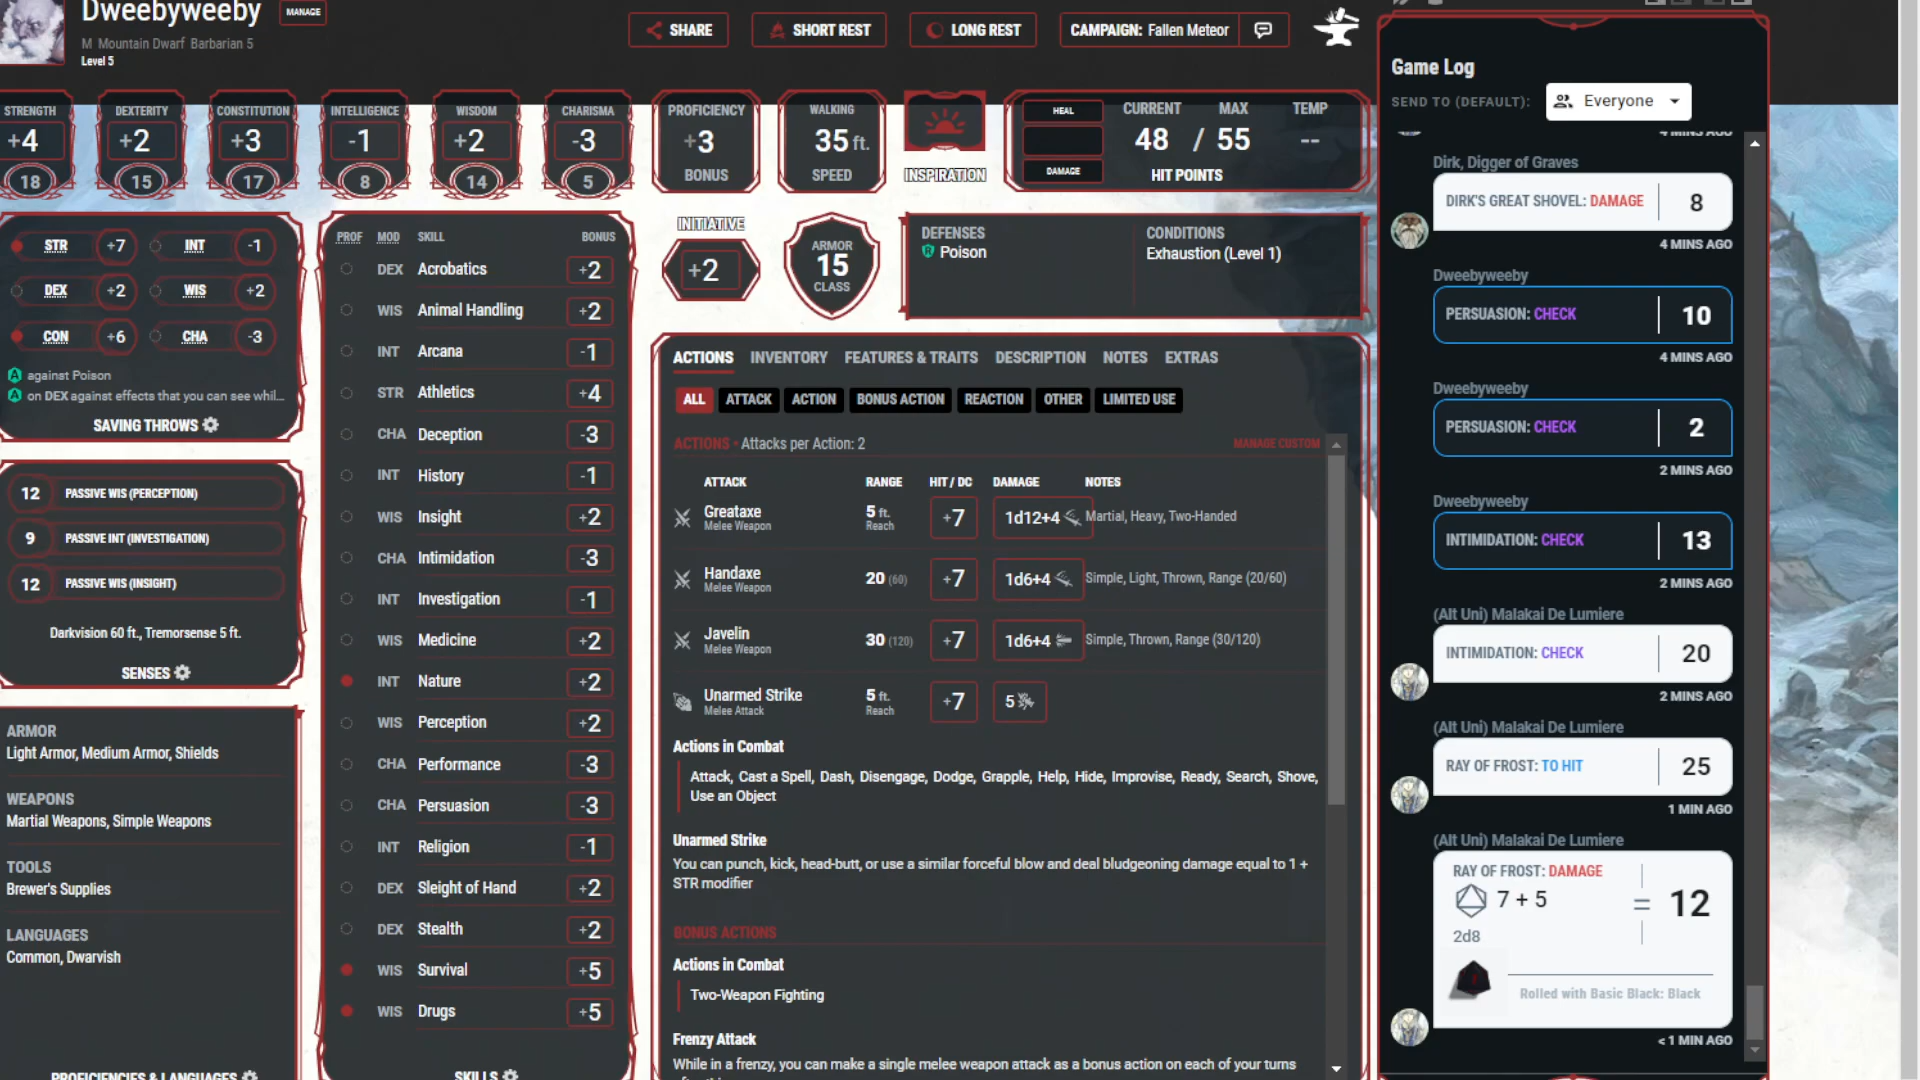 Dweebyweeby
MANAGE
M Mountain Dwarf Barbarian 5
Level 5
SHARE
SHORT REST
LONG REST
CAMPAIGN: Fallen Meteor
STRENGTH
+4
18
DEXTERITY
+2
15
CONSTITUTION
+3
17
INTELLIGENCE
-1
8
WISDOM
+2
14
CHARISMA
-3
5
PROFICIENCY
+3
BONUS
WALKING
35 ft.
SPEED
INSPIRATION
HEAL
DAMAGE
CURRENT MAX TEMP
48 / 55 --
HIT POINTS
STR +7 INT -1
DEX +2 WIS +2
CON +6 CHA -3
against Poison
on DEX against effects that you can see whil...
SAVING THROWS
12 PASSIVE WIS (PERCEPTION)
9 PASSIVE INT (INVESTIGATION)
12 PASSIVE WIS (INSIGHT)
Darkvision 60 ft., Tremorsense 5 ft.
SENSES
ARMOR
Light Armor, Medium Armor, Shields
WEAPONS
Martial Weapons, Simple Weapons
TOOLS
Brewer's Supplies
LANGUAGES
Common, Dwarvish
PROFICIENCIES & LANGUAGES
PROF MOD SKILL BONUS
DEX Acrobatics +2
WIS Animal Handling +2
INT Arcana -1
STR Athletics +4
CHA Deception -3
INT History -1
WIS Insight +2
CHA Intimidation -3
INT Investigation -1
WIS Medicine +2
INT Nature +2
WIS Perception +2
CHA Performance -3
CHA Persuasion -3
INT Religion -1
DEX Sleight of Hand +2
DEX Stealth +2
WIS Survival +5
WIS Drugs +5
SKILLS
INITIATIVE
+2
ARMOR
15
CLASS
DEFENSES
Poison
CONDITIONS
Exhaustion (Level 1)
ACTIONS INVENTORY FEATURES & TRAITS DESCRIPTION NOTES EXTRAS
ALL ATTACK ACTION BONUS ACTION REACTION OTHER LIMITED USE
ACTIONS • Attacks per Action: 2 MANAGE CUSTOM
ATTACK RANGE HIT / DC DAMAGE NOTES
Greataxe 5 ft. +7 1d12+4 Martial, Heavy, Two-Handed
Melee Weapon Reach
Handaxe 20 (60) +7 1d6+4 Simple, Light, Thrown, Range (20/60)
Melee Weapon
Javelin 30 (120) +7 1d6+4 Simple, Thrown, Range (30/120)
Melee Weapon
Unarmed Strike 5 ft. +7 5
Melee Attack Reach
Actions in Combat
Attack, Cast a Spell, Dash, Disengage, Dodge, Grapple, Help, Hide, Improvise, Ready, Search, Shove,
Use an Object
Unarmed Strike
You can punch, kick, head-butt, or use a similar forceful blow and deal bludgeoning damage equal to 1 +
STR modifier
BONUS ACTIONS
Actions in Combat
Two-Weapon Fighting
Frenzy Attack
While in a frenzy, you can make a single melee weapon attack as a bonus action on each of your turns
Game Log
SEND TO (DEFAULT): Everyone
4 MINS AGO
Dirk, Digger of Graves
DIRK'S GREAT SHOVEL: DAMAGE 8
4 MINS AGO
Dweebyweeby
PERSUASION: CHECK 10
4 MINS AGO
Dweebyweeby
PERSUASION: CHECK 2
2 MINS AGO
Dweebyweeby
INTIMIDATION: CHECK 13
2 MINS AGO
(Alt Uni) Malakai De Lumiere
INTIMIDATION: CHECK 20
2 MINS AGO
(Alt Uni) Malakai De Lumiere
RAY OF FROST: TO HIT 25
1 MIN AGO
(Alt Uni) Malakai De Lumiere
RAY OF FROST: DAMAGE
7 + 5 = 12
2d8
Rolled with Basic Black: Black
< 1 MIN AGO